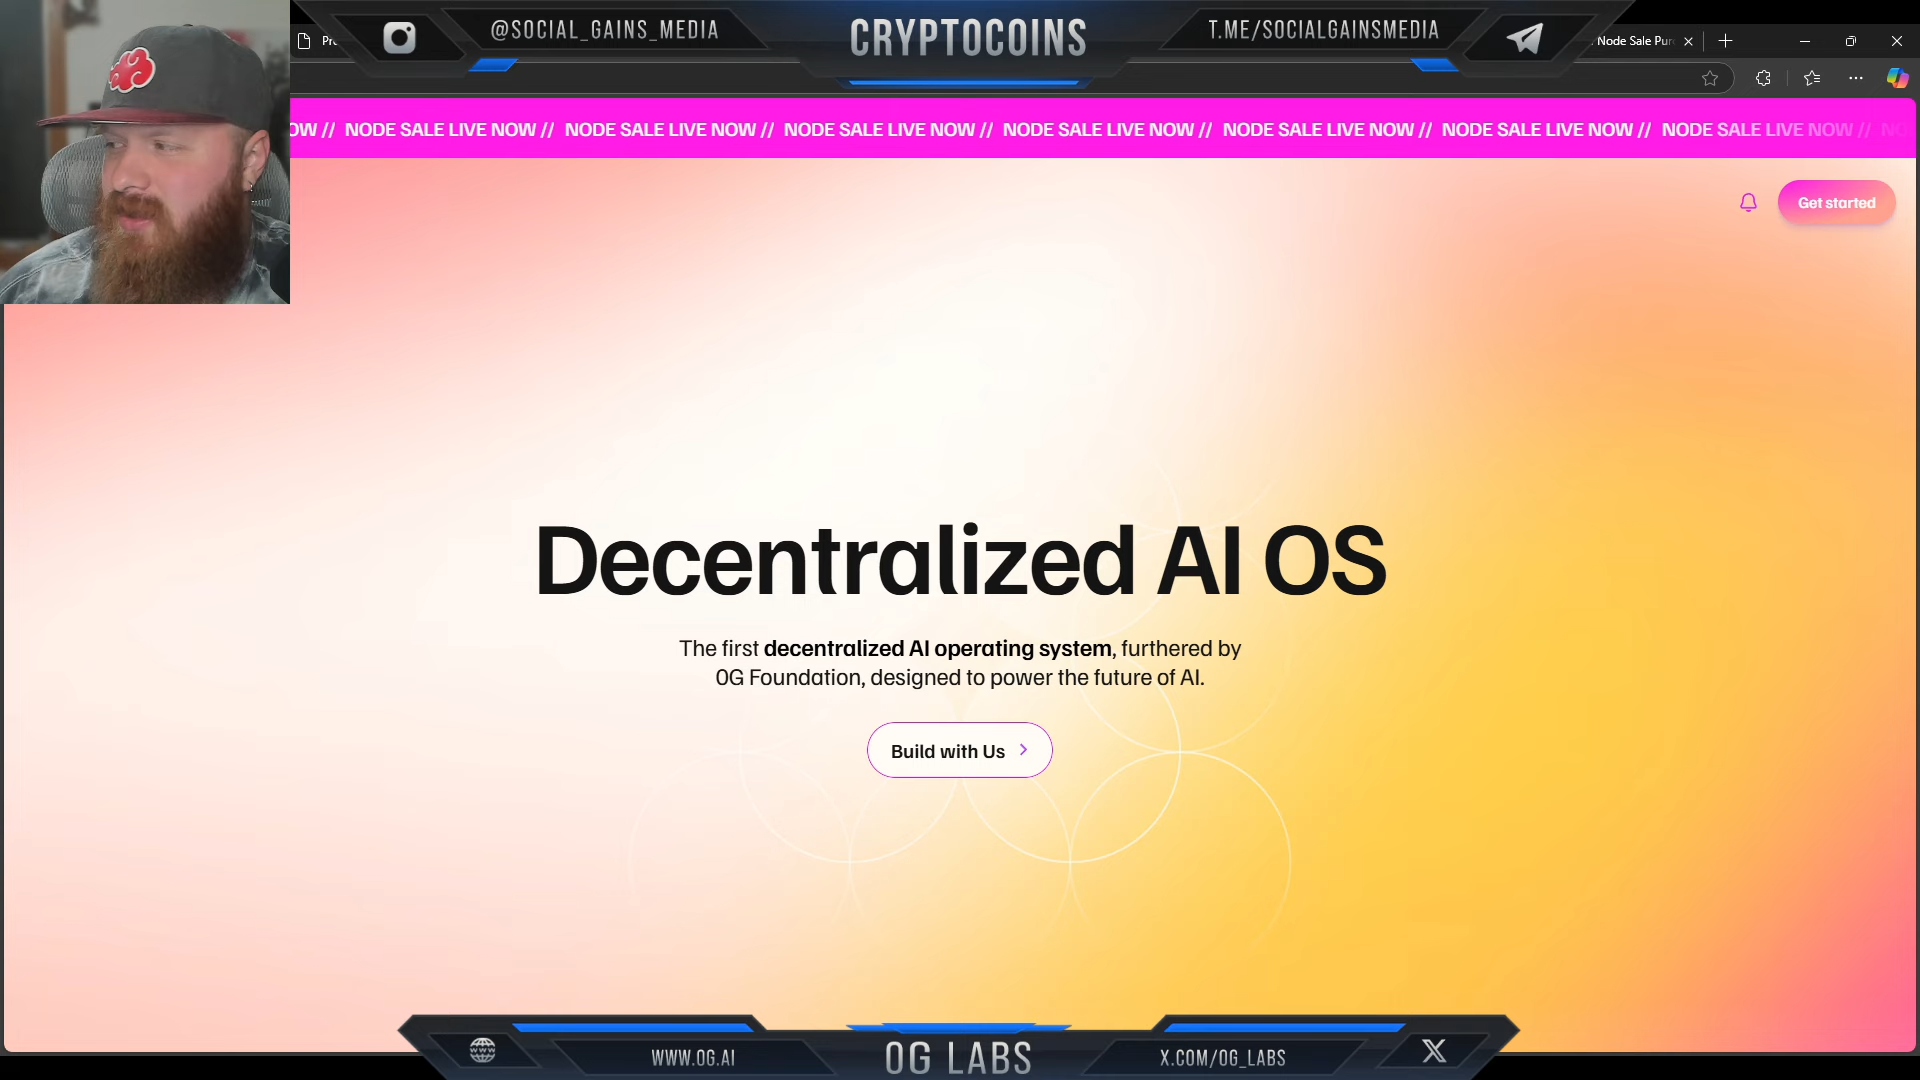 @SOCIAL_GAINS_MEDIA
CRYPTOCOINS
T.ME/SOCIALGAINSMEDIA
Node Sale Pur
OW // NODE SALE LIVE NOW // NODE SALE LIVE NOW // NODE SALE LIVE NOW // NODE SALE LIVE NOW // NODE SALE LIVE NOW // NODE SALE LIVE NOW // NODE SALE LIVE NOW //
Get started
Decentralized AI OS
The first decentralized AI operating system, furthered by
0G Foundation, designed to power the future of AI.
Build with Us
WWW.0G.AI
0G LABS
X.COM/0G_LABS